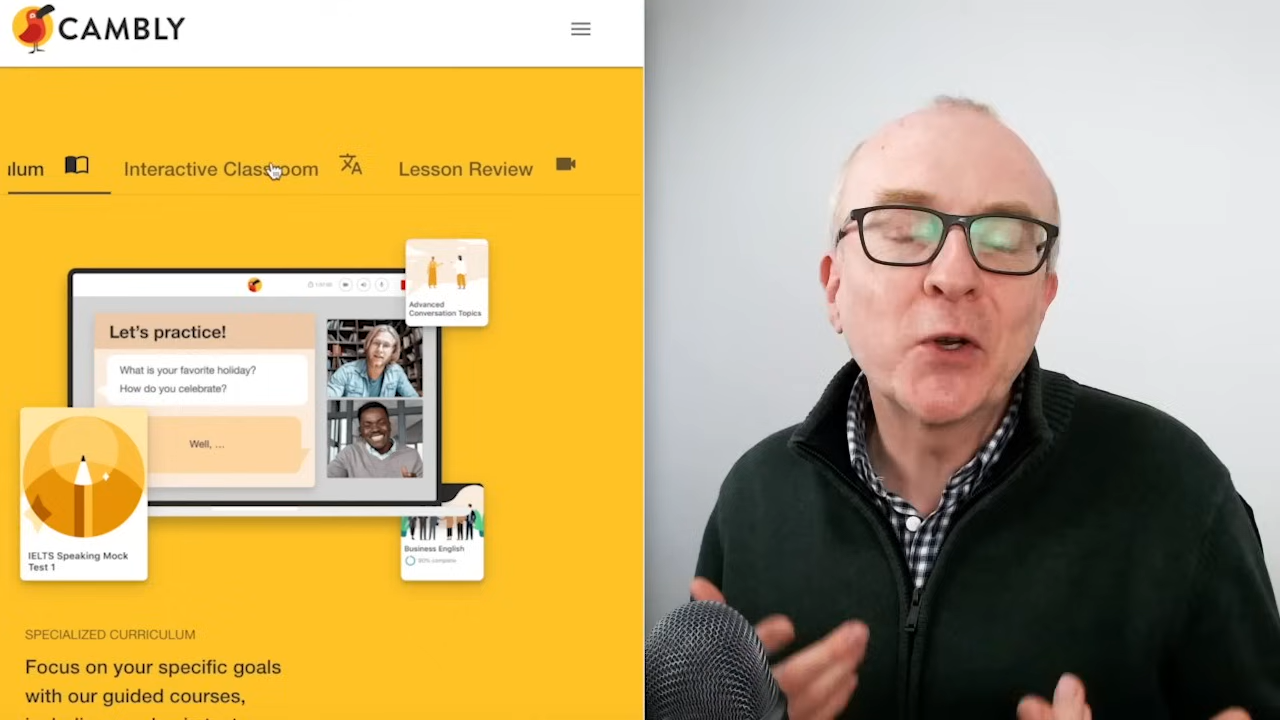 CAMBLY
ulum
Interactive Classroom
Lesson Review
Advanced
Conversation Topics
Let's practice!
What is your favorite holiday?
How do you celebrate?
Well, ...
IELTS Speaking Mock
Test 1
Business English
SPECIALIZED CURRICULUM
Focus on your specific goals
with our guided courses,